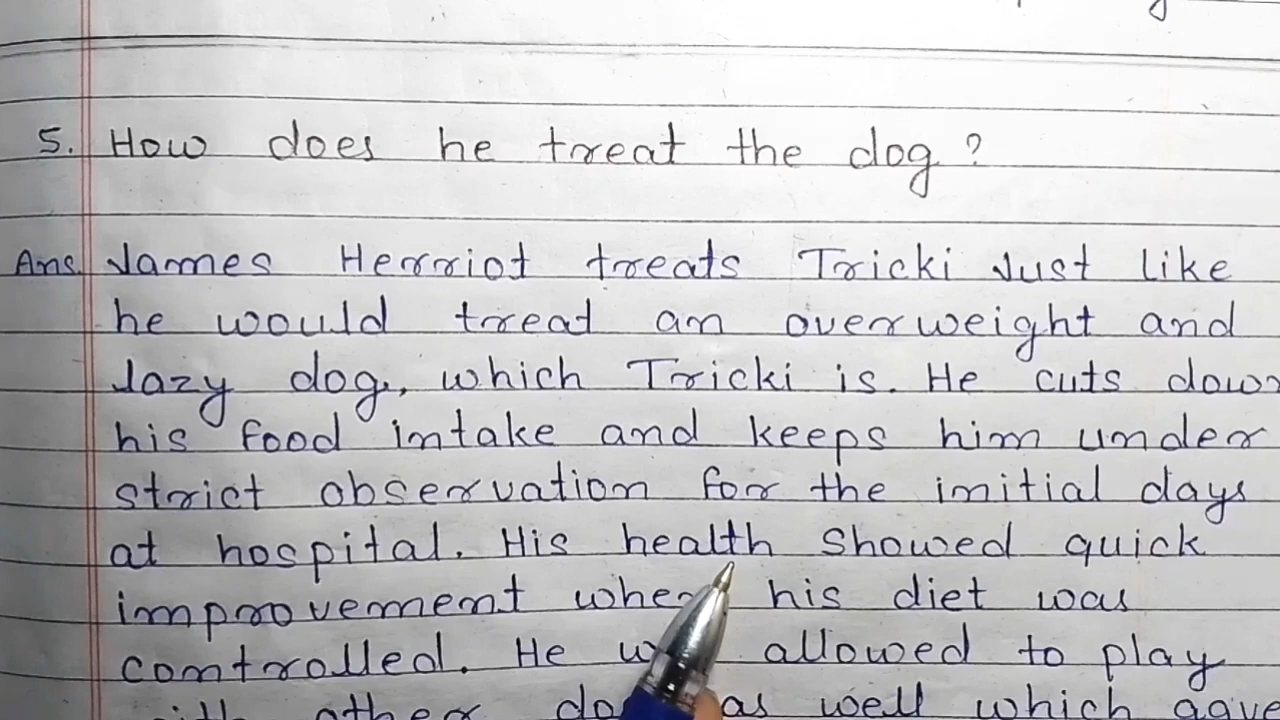 5. How does he treat the dog?
Ans James Herriot treats Tricki Just like
he would treat an overweight and
lazy dog, which Tricki is. He cuts down
his food intake and keeps him under
strict observation for the initial days
at hospital. His health showed quick
improvement when his diet was
controlled. He allowed to play
other as well which gave